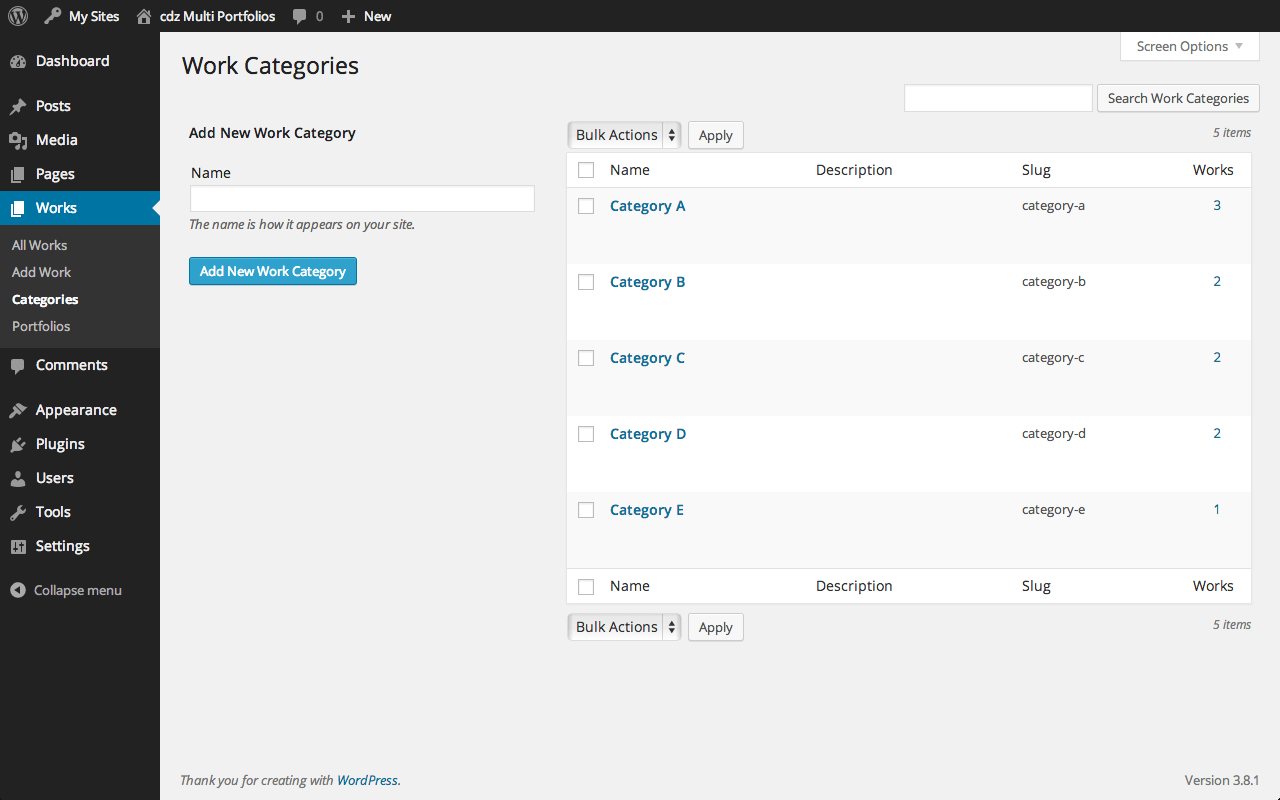 My Sites cdz Multi Portfolios 0 New
Screen Options
Dashboard
Posts
Media
Pages
Works
All Works
Add Work
Categories
Portfolios
Comments
Appearance
Plugins
Users
Tools
Settings
Collapse menu
Work Categories
Search Work Categories
Add New Work Category
Name
The name is how it appears on your site.
Add New Work Category
Bulk Actions Apply 5 items
Name Description Slug Works
Category A category-a 3
Category B category-b 2
Category C category-c 2
Category D category-d 2
Category E category-e 1
Name Description Slug Works
Bulk Actions Apply 5 items
Thank you for creating with WordPress. Version 3.8.1